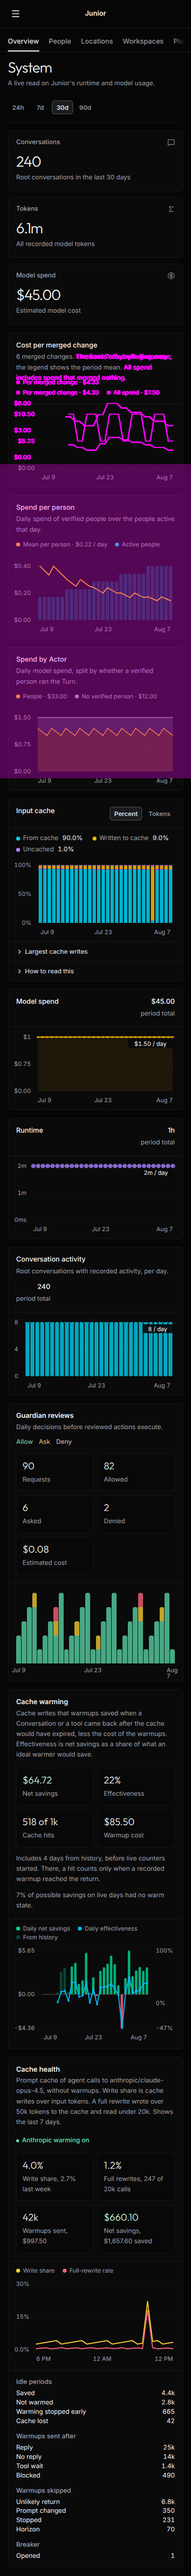 Junior
Overview People Locations Workspaces
System
A live read on Junior's runtime and model usage.
24h 7d 30d 90d
Conversations
240
Root conversations in the last 30 days
Tokens
6.1m
All recorded model tokens
Model spend
$45.00
Estimated model cost
Cost per merged change
6 merged changes.
the legend shows the period mean. All spend
includes spend that merged nothing.
Per merged change · $4.33 All spend · $7.50
$10.50
$5.25
$0.00
Jul 9 Jul 23 Aug 7
Spend per person
Daily spend of verified people over the people active
that day.
Mean per person · $0.22 / day Active people
$0.40
$0.20
$0.00
Jul 9 Jul 23 Aug 7
Spend by Actor
Daily model spend, split by whether a verified
person ran the Turn.
People · $33.00 No verified person · $12.00
$1.50
$0.75
$0.00
Jul 9 Jul 23 Aug 7
Input cache Percent Tokens
From cache 90.0% Written to cache 9.0%
Uncached 1.0%
100%
50%
0%
Jul 9 Jul 23 Aug 7
Largest cache writes
How to read this
Model spend $45.00
period total
$1
$1.50 / day
$0.75
$0.00
Jul 9 Jul 23 Aug 7
Runtime 1h
period total
2m
2m / day
1m
0ms
Jul 9 Jul 23 Aug 7
Conversation activity
Root conversations with recorded activity, per day.
240
period total
8
8 / day
4
0
Jul 9 Jul 23 Aug 7
Guardian reviews
Daily decisions before reviewed actions execute.
Allow Ask Deny
90 82
Requests Allowed
6 2
Asked Denied
$0.08
Estimated cost
Jul 9 Jul 23 Aug
7
Cache warming
Cache writes that warmups saved when a
Conversation or a tool came back after the cache
would have expired, less the cost of the warmups.
Effectiveness is net savings as a share of what an
ideal warmer would save.
$64.72 22%
Net savings Effectiveness
518 of 1k $85.50
Cache hits Warmup cost
Includes 4 days from history, before live counters
started. There, a hit counts only when a recorded
warmup reached the return.
7% of possible savings on live days had no warm
state.
Daily net savings Daily effectiveness
From history
$5.65 100%
$0.00 0%
-$4.36 -47%
Jul 9 Jul 23 Aug 7
Cache health
Prompt cache of agent calls to anthropic/claude-
opus-4.5, without warmups. Write share is cache
writes over input tokens. A full rewrite wrote over
50k tokens to the cache and read under 20k. Shows
the last 7 days.
Anthropic warming on
4.0% 1.2%
Write share, 2.7% Full rewrites, 247 of
last week 20k calls
42k $660.10
Warmups sent, Net savings,
$997.50 $1,657.60 saved
Write share Full-rewrite rate
30%
15%
0.0%
6 PM 12 AM 12 PM
Idle periods
Saved 4.4k
Not warmed 2.8k
Warming stopped early 665
Cache lost 42
Warmups sent after
Reply 25k
No reply 14k
Tool wait 1.4k
Blocked 490
Warmups skipped
Unlikely return 6.8k
Prompt changed 350
Stopped 231
Horizon 70
Breaker
Opened 1